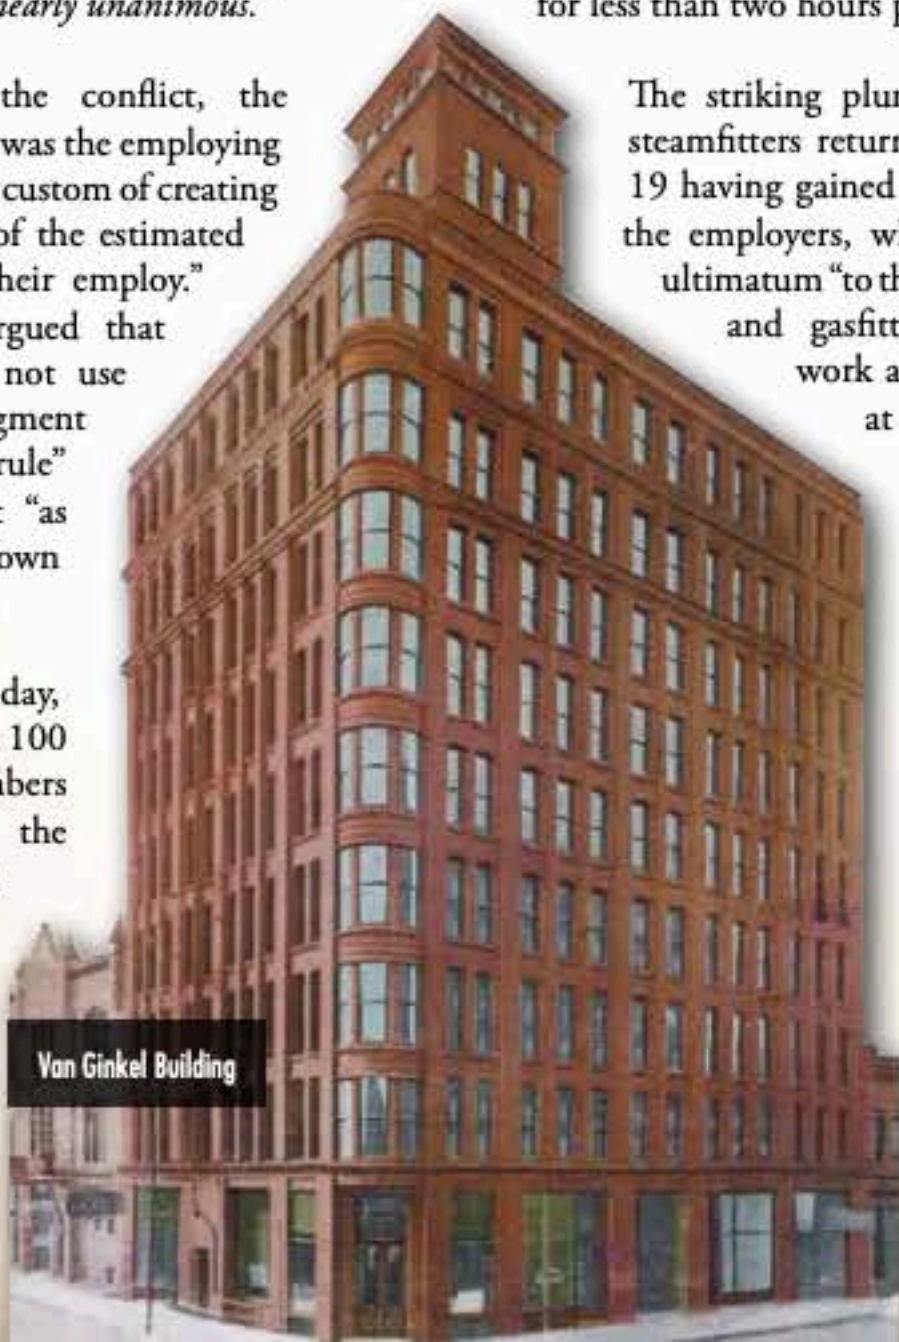 nearly unanimous.
the conflict, the
was the employing
custom of creating
of the estimated
heir employ.”
rgued that
not use
gment
rule”
“as
own
day,
100
bers
the
for less than two hours p
The striking plu
steamfitters return
19 having gained
the employers, w
ultimatum “to th
and gasfitt
work a
at
Van Ginkel Building